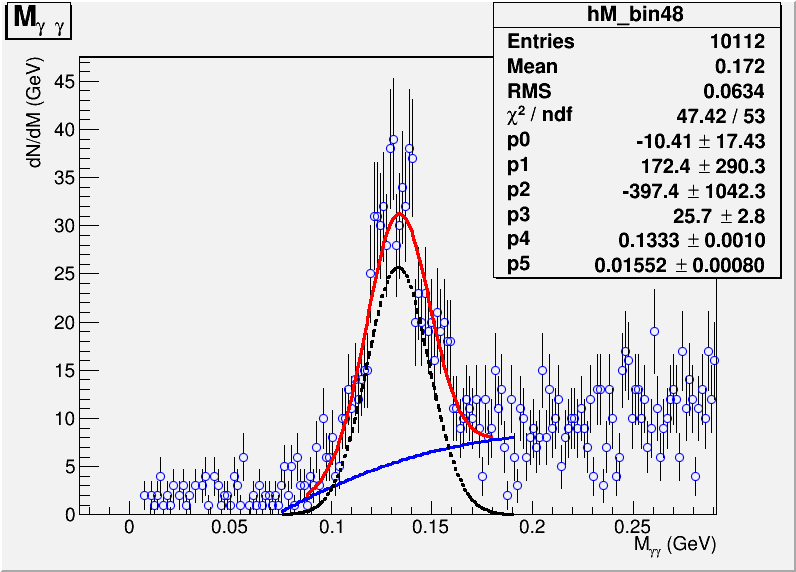 Mγ γ
hM_bin48
Entries 10112
Mean 0.172
RMS 0.0634
χ² / ndf 47.42 / 53
p0 -10.41 ± 17.43
p1 172.4 ± 290.3
p2 -397.4 ± 1042.3
p3 25.7 ± 2.8
p4 0.1333 ± 0.0010
p5 0.01552 ± 0.00080
dN/dM (GeV)
45
40
35
30
25
20
15
10
5
0
0 0.05 0.1 0.15 0.2 0.25
Mγγ (GeV)